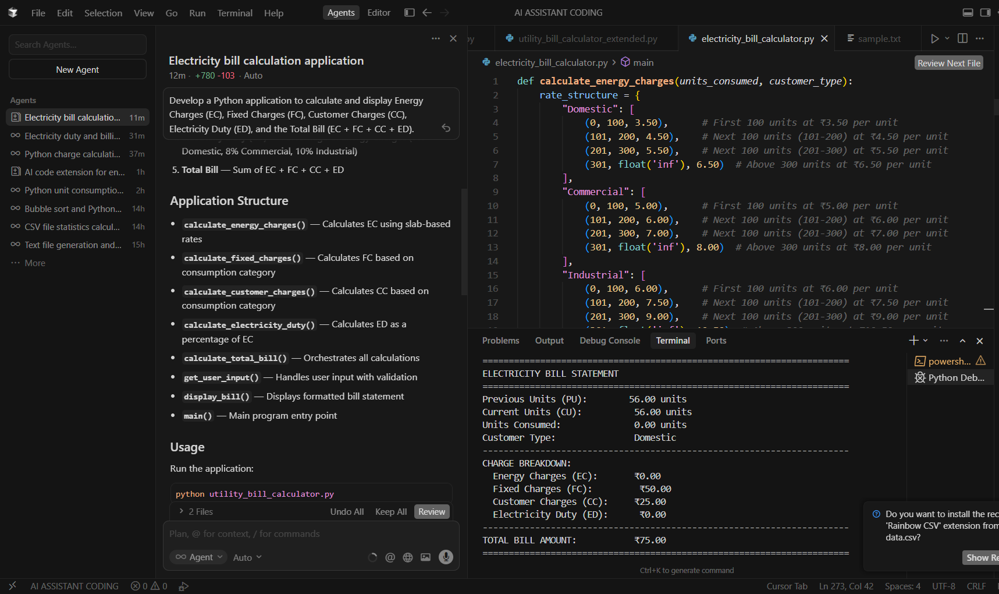 File Edit Selection View Go Run Terminal Help
Agents Editor
AI ASSISTANT CODING
Search Agents...
New Agent
Agents
Electricity bill calculatio... 11m
Electricity duty and billi... 31m
Python charge calculati... 37m
AI code extension for en... 1h
Python unit consumptio... 2h
Bubble sort and Python... 14h
CSV file statistics calcul... 14h
Text file generation and... 15h
More
Electricity bill calculation application
12m · +780 -103 · Auto
Develop a Python application to calculate and display Energy
Charges (EC), Fixed Charges (FC), Customer Charges (CC),
Electricity Duty (ED), and the Total Bill (EC + FC + CC + ED).
Domestic, 8% Commercial, 10% Industrial)
5. Total Bill — Sum of EC + FC + CC + ED
Application Structure
• calculate_energy_charges() — Calculates EC using slab-based
rates
• calculate_fixed_charges() — Calculates FC based on
consumption category
• calculate_customer_charges() — Calculates CC based on
consumption category
• calculate_electricity_duty() — Calculates ED as a
percentage of EC
• calculate_total_bill() — Orchestrates all calculations
• get_user_input() — Handles user input with validation
• display_bill() — Displays formatted bill statement
• main() — Main program entry point
Usage
Run the application:
python utility_bill_calculator.py
2 Files Undo All Keep All Review
Plan, @ for context, / for commands
Agent Auto
py utility_bill_calculator_extended.py electricity_bill_calculator.py sample.txt
electricity_bill_calculator.py > main
Review Next File
1 def calculate_energy_charges(units_consumed, customer_type):
2 rate_structure = {
3 "Domestic": [
4 (0, 100, 3.50), # First 100 units at ₹3.50 per unit
5 (101, 200, 4.50), # Next 100 units (101-200) at ₹4.50 per unit
6 (201, 300, 5.50), # Next 100 units (201-300) at ₹5.50 per unit
7 (301, float('inf'), 6.50) # Above 300 units at ₹6.50 per unit
8 ],
9 "Commercial": [
10 (0, 100, 5.00), # First 100 units at ₹5.00 per unit
11 (101, 200, 6.00), # Next 100 units (101-200) at ₹6.00 per unit
12 (201, 300, 7.00), # Next 100 units (201-300) at ₹7.00 per unit
13 (301, float('inf'), 8.00) # Above 300 units at ₹8.00 per unit
14 ],
15 "Industrial": [
16 (0, 100, 6.00), # First 100 units at ₹6.00 per unit
17 (101, 200, 7.50), # Next 100 units (101-200) at ₹7.50 per unit
18 (201, 300, 9.00), # Next 100 units (201-300) at ₹9.00 per unit
Problems Output Debug Console Terminal Ports
======================================================================
ELECTRICITY BILL STATEMENT
======================================================================
Previous Units (PU): 56.00 units
Current Units (CU): 56.00 units
Units Consumed: 0.00 units
Customer Type: Domestic
----------------------------------------------------------------------
CHARGE BREAKDOWN:
Energy Charges (EC): ₹0.00
Fixed Charges (FC): ₹50.00
Customer Charges (CC): ₹25.00
Electricity Duty (ED): ₹0.00
----------------------------------------------------------------------
TOTAL BILL AMOUNT: ₹75.00
======================================================================
Ctrl+K to generate command
powersh...
Python Deb...
Do you want to install the rec
'Rainbow CSV' extension from
data.csv?
Show Re
AI ASSISTANT CODING 0 0
Cursor Tab Ln 273, Col 42 Spaces: 4 UTF-8 CRLF